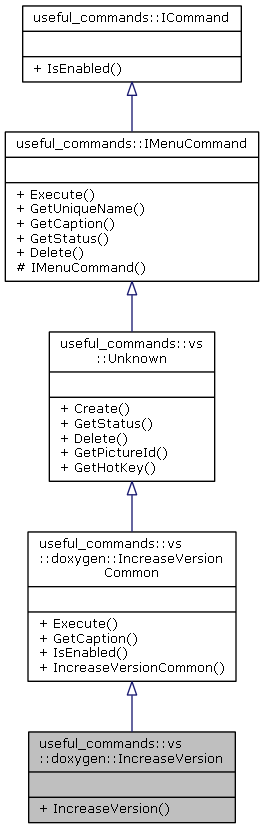 useful_commands::ICommand
+ IsEnabled()
useful_commands::IMenuCommand
+ Execute()
+ GetUniqueName()
+ GetCaption()
+ GetStatus()
+ Delete()
# IMenuCommand()
useful_commands::vs
::Unknown
+ Create()
+ GetStatus()
+ Delete()
+ GetPictureId()
+ GetHotKey()
useful_commands::vs
::doxygen::IncreaseVersion
Common
+ Execute()
+ GetCaption()
+ IsEnabled()
+ IncreaseVersionCommon()
useful_commands::vs
::doxygen::IncreaseVersion
+ IncreaseVersion()